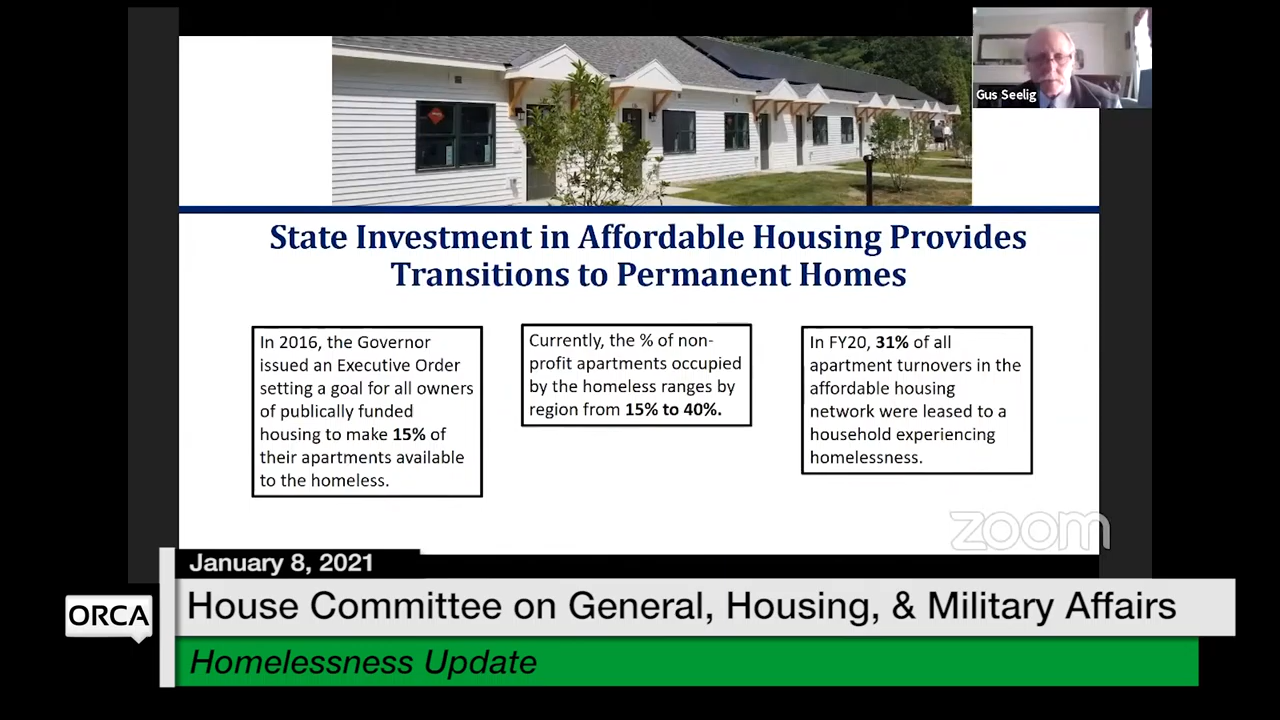 Gus Seelig
State Investment in Affordable Housing Provides
Transitions to Permanent Homes
In 2016, the Governor
issued an Executive Order
setting a goal for all owners
of publically funded
housing to make 15% of
their apartments available
to the homeless.
Currently, the % of non-
profit apartments occupied
by the homeless ranges by
region from 15% to 40%.
In FY20, 31% of all
apartment turnovers in the
affordable housing
network were leased to a
household experiencing
homelessness.
zoom
January 8, 2021
ORCA
House Committee on General, Housing, & Military Affairs
Homelessness Update